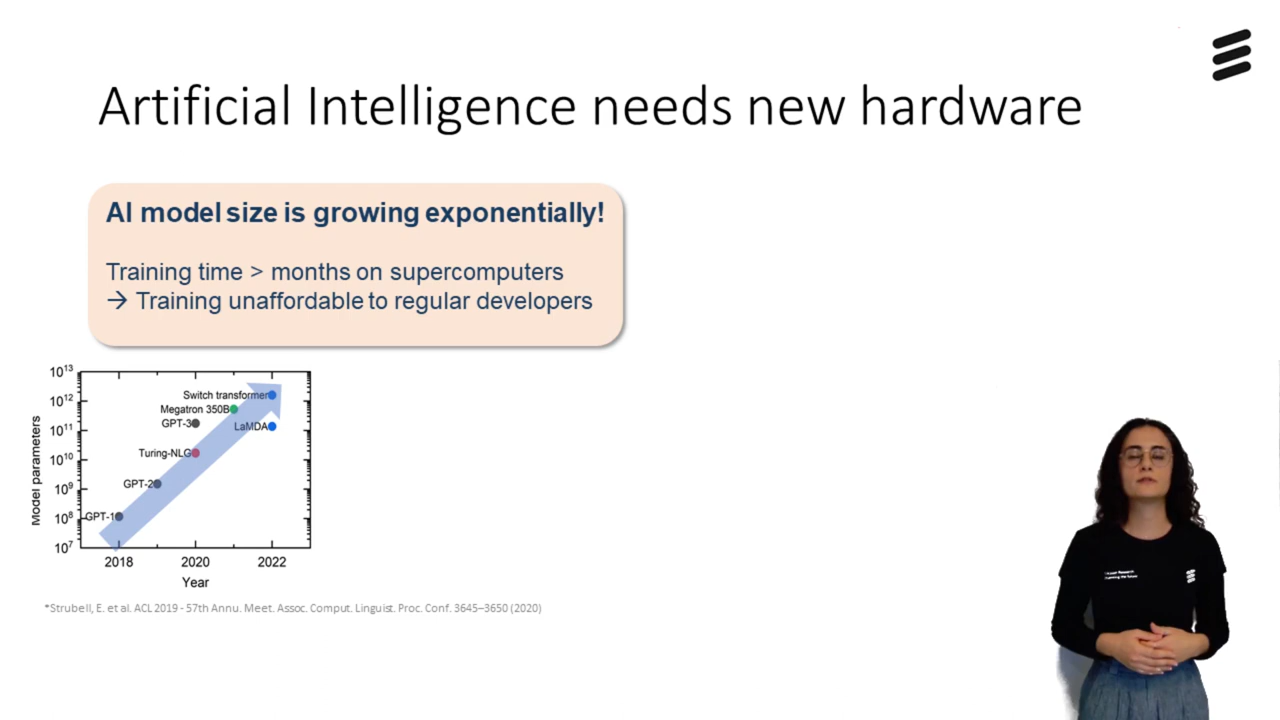 Artificial Intelligence needs new hardware
AI model size is growing exponentially!
Training time > months on supercomputers
→ Training unaffordable to regular developers
10¹³
10¹²
10¹¹
10¹⁰
10⁹
10⁸
10⁷
Model parameters
Switch transformer
Megatron 350B
GPT-3
LaMDA
Turing-NLG
GPT-2
GPT-1
2018 2020 2022
Year
*Strubell, E. et al. ACL 2019 - 57th Annu. Meet. Assoc. Comput. Linguist. Proc. Conf. 3645–3650 (2020)